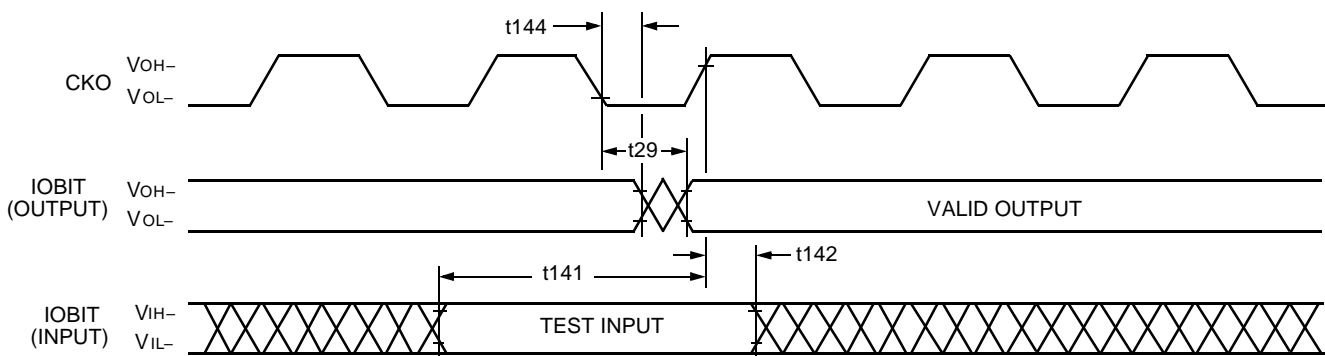 t144
CKO
VOH–
VOL–
t29
IOBIT
(OUTPUT)
VOH–
VOL–
VALID OUTPUT
t142
t141
IOBIT
(INPUT)
VIH–
VIL–
TEST INPUT